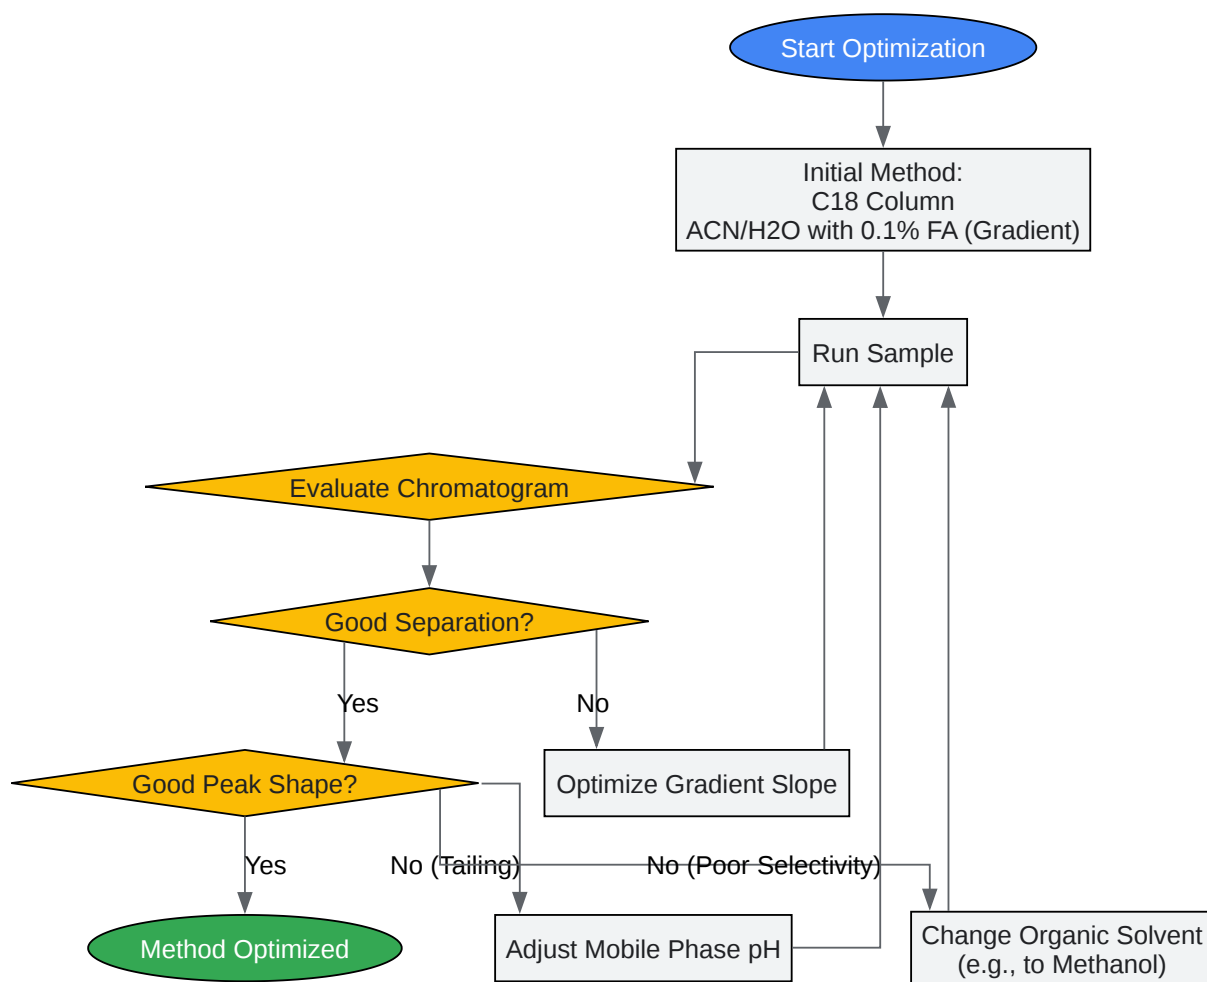 Start Optimization
Initial Method:
C18 Column
ACN/H2O with 0.1% FA (Gradient)
Run Sample
Evaluate Chromatogram
Good Separation?
Yes
No
Good Peak Shape?
Optimize Gradient Slope
Yes
No (Tailing)
No (Poor Selectivity)
Method Optimized
Adjust Mobile Phase pH
Change Organic Solvent
(e.g., to Methanol)